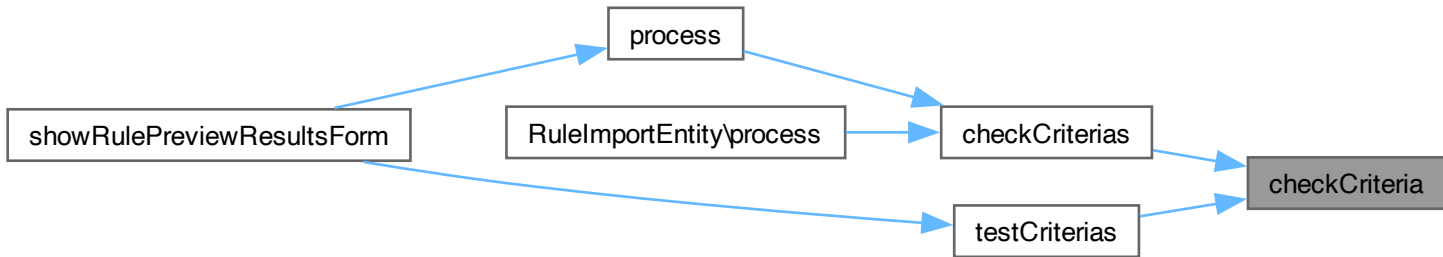 process
showRulePreviewResultsForm
RuleImportEntity\process
checkCriterias
checkCriteria
testCriterias